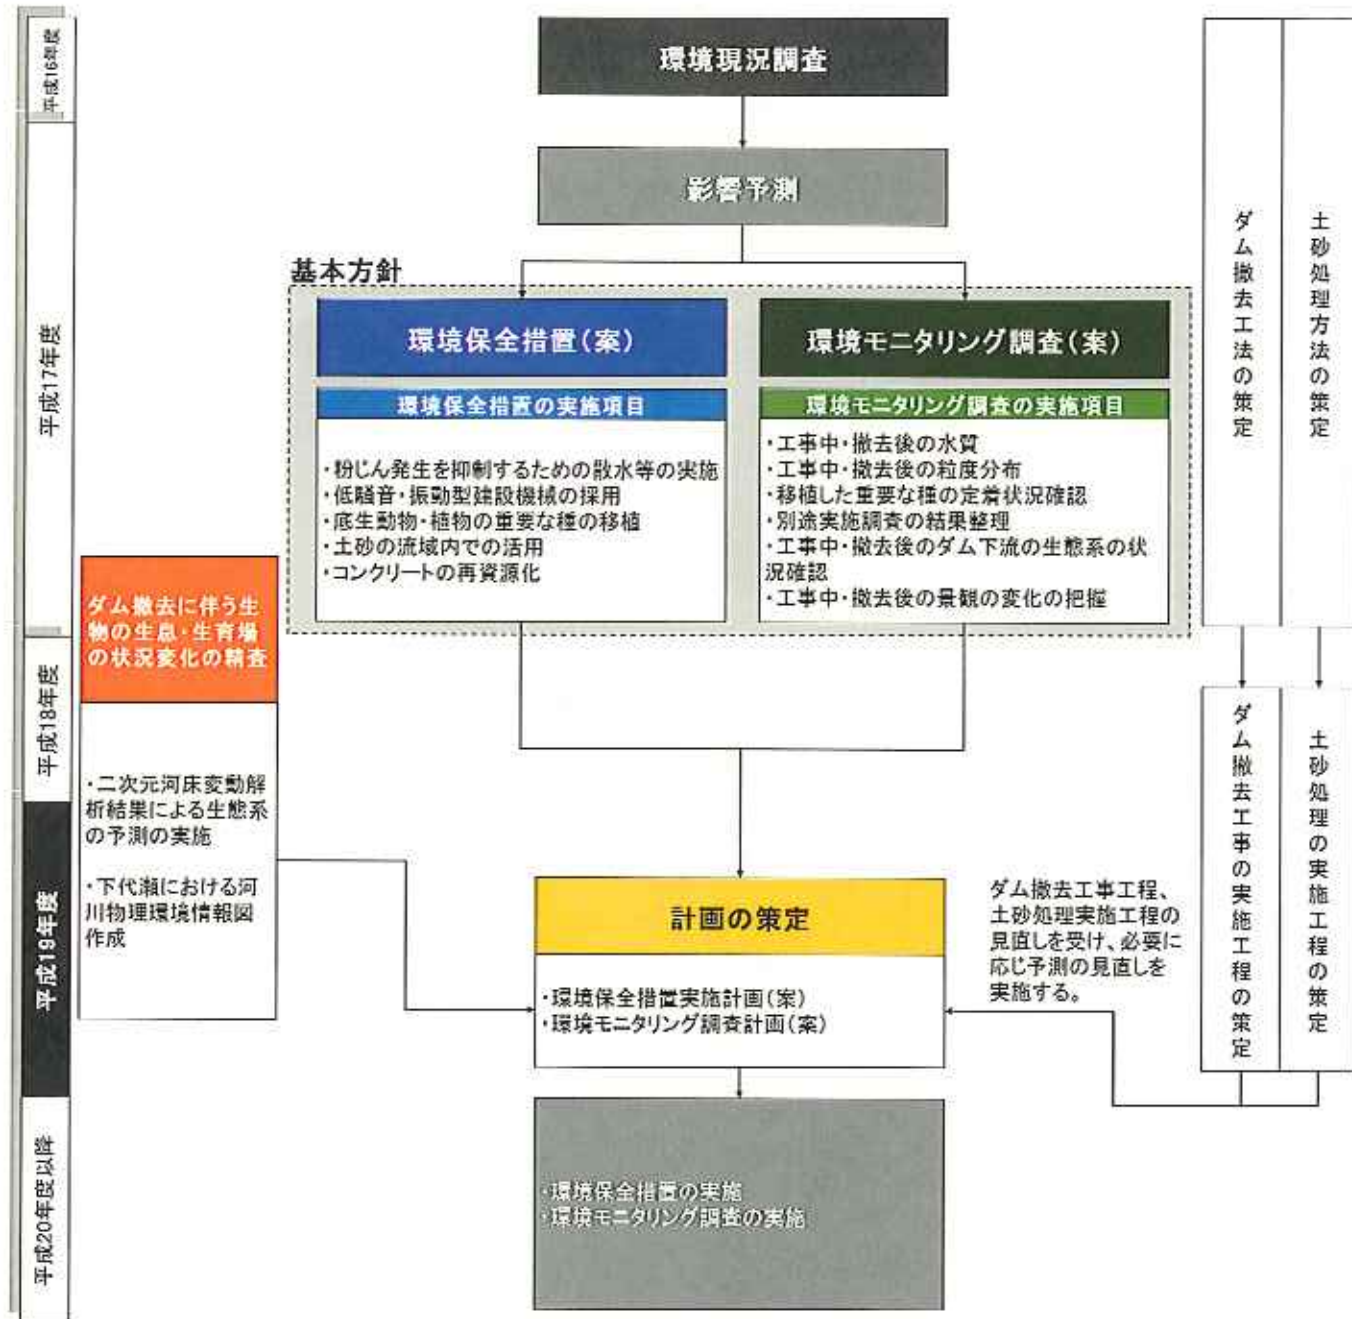 平成16年度
平成17年度
平成18年度
平成19年度
平成20年度以降
環境現況調査
影響予測
基本方針
環境保全措置(案)
環境保全措置の実施項目
・粉じん発生を抑制するための散水等の実施
・低騒音・振動型建設機械の採用
・底生動物・植物の重要な種の移植
・土砂の流域内での活用
・コンクリートの再資源化
環境モニタリング調査(案)
環境モニタリング調査の実施項目
・工事中・撤去後の水質
・工事中・撤去後の粒度分布
・移植した重要な種の定着状況確認
・別途実施調査の結果整理
・工事中・撤去後のダム下流の生態系の状
況確認
・工事中・撤去後の景観の変化の把握
ダム撤去に伴う生
物の生息・生育場
の状況変化の精査
・二次元河床変動解
析結果による生態系
の予測の実施
・下代瀬における河
川物理環境情報図
作成
計画の策定
・環境保全措置実施計画(案)
・環境モニタリング調査計画(案)
・環境保全措置の実施
・環境モニタリング調査の実施
ダム撤去工事工程、
土砂処理実施工程の
見直しを受け、必要に
応じ予測の見直しを
実施する。
ダム撤去工法の策定
土砂処理方法の策定
ダム撤去工事の実施工程の策定
土砂処理の実施工程の策定